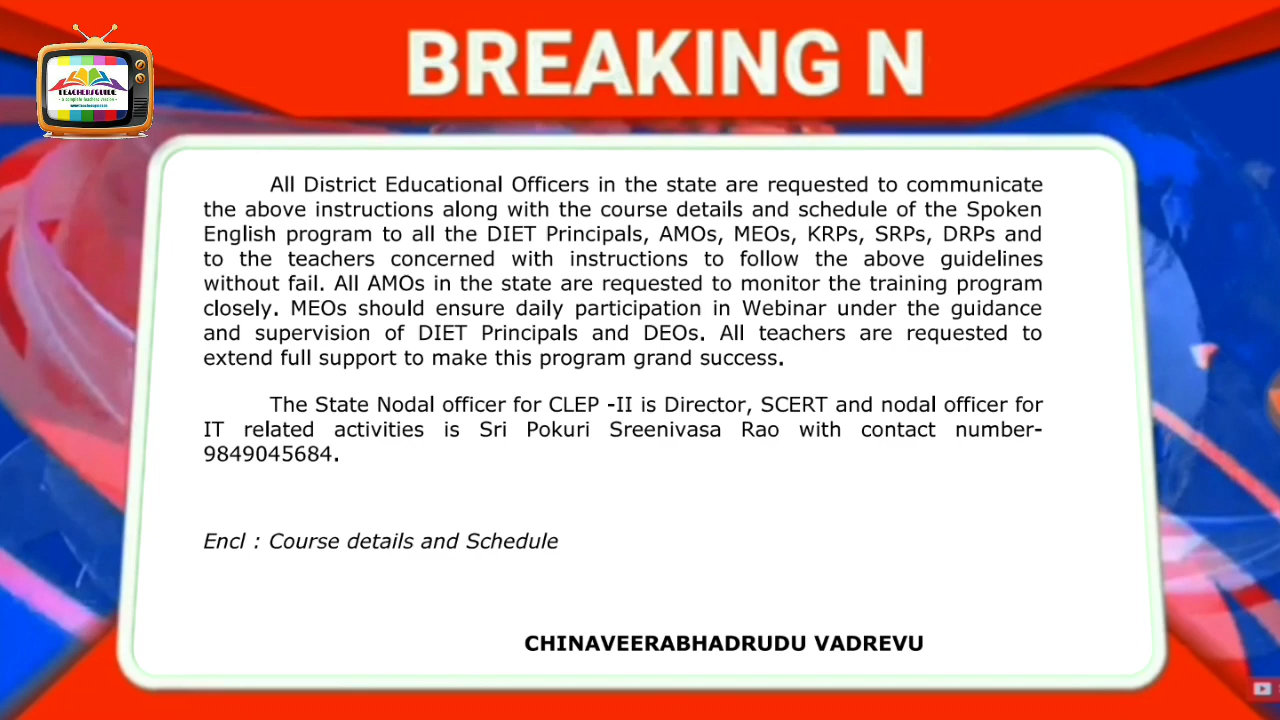 BREAKING N
TEACHERSGUIDE
All District Educational Officers in the state are requested to communicate
the above instructions along with the course details and schedule of the Spoken
English program to all the DIET Principals, AMOs, MEOs, KRPs, SRPs, DRPs and
to the teachers concerned with instructions to follow the above guidelines
without fail. All AMOs in the state are requested to monitor the training program
closely. MEOs should ensure daily participation in Webinar under the guidance
and supervision of DIET Principals and DEOs. All teachers are requested to
extend full support to make this program grand success.
The State Nodal officer for CLEP -II is Director, SCERT and nodal officer for
IT related activities is Sri Pokuri Sreenivasa Rao with contact number-
9849045684.
Encl : Course details and Schedule
CHINAVEERABHADRUDU VADREVU